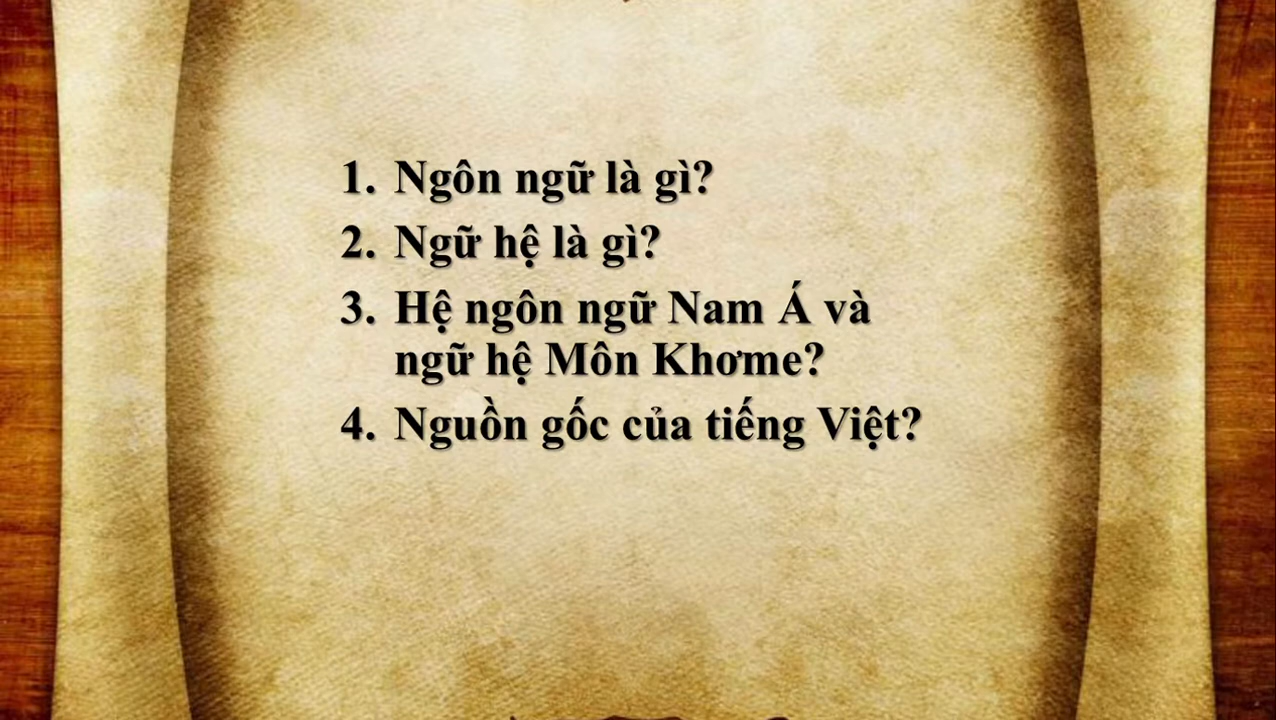 1. Ngôn ngữ là gì?
2. Ngữ hệ là gì?
3. Hệ ngôn ngữ Nam Á và
ngữ hệ Môn Khơme?
4. Nguồn gốc của tiếng Việt?